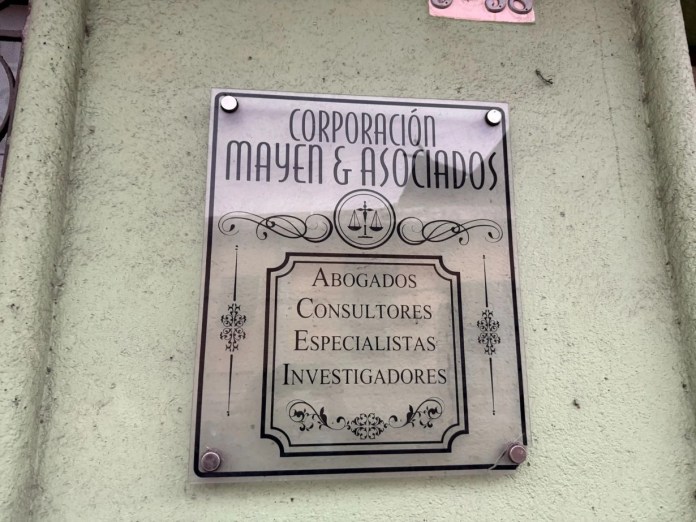 CORPORACIÓN
MAYEN & ASOCIADOS
ABOGADOS
CONSULTORES
ESPECIALISTAS
INVESTIGADORES